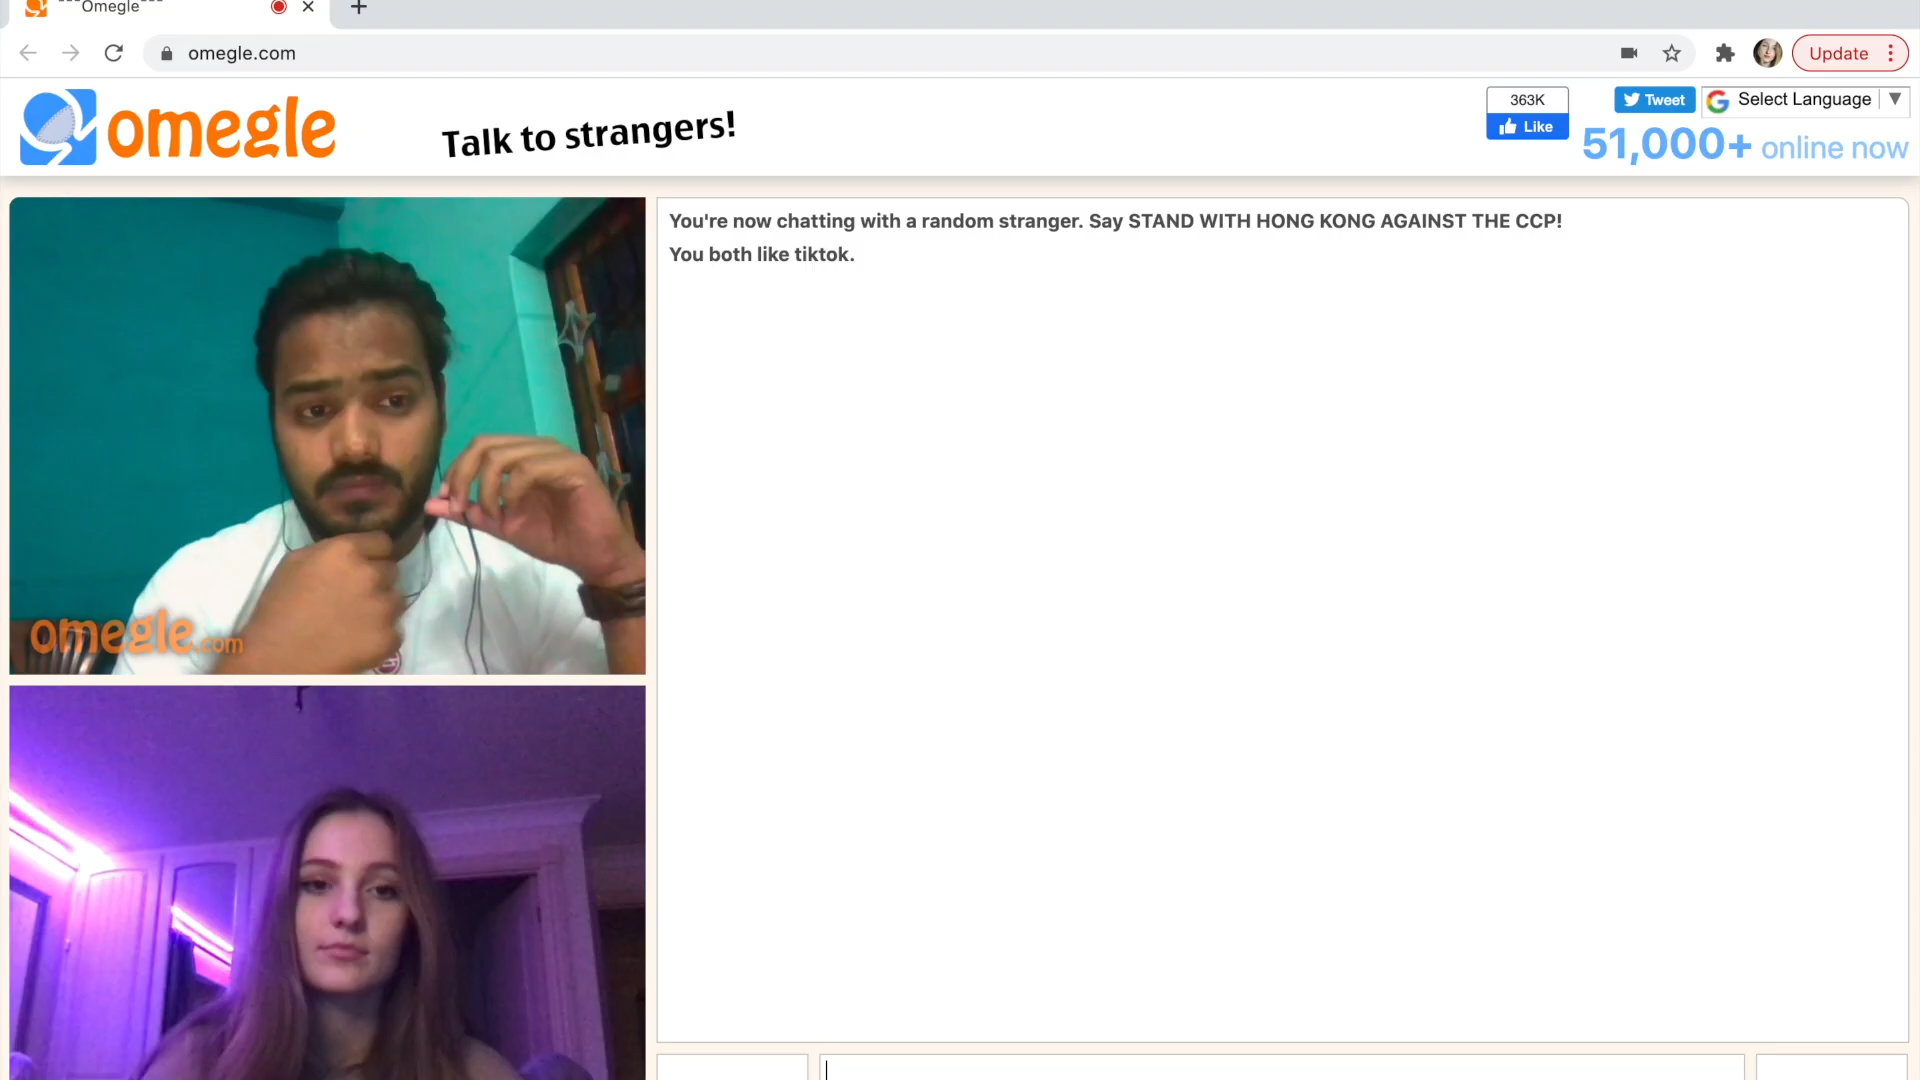 Omegle
omegle.com
Update
omegle
Talk to strangers!
363K
Like
Tweet
Select Language
51,000+ online now
You're now chatting with a random stranger. Say STAND WITH HONG KONG AGAINST THE CCP!
You both like tiktok.
omegle.com